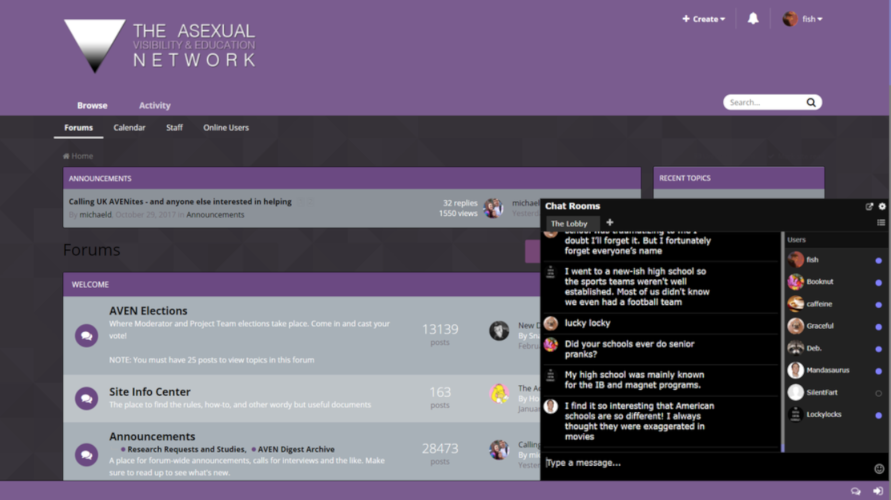 THE ASEXUAL
VISIBILITY & EDUCATION
NETWORK
Create
fish
Browse
Activity
Search...
Forums
Calendar
Staff
Online Users
Home
ANNOUNCEMENTS
Calling UK AVENites - and anyone else interested in helping
By michaeld, October 29, 2017 in Announcements
32 replies
1550 views
michael
Yesterd
RECENT TOPICS
Forums
WELCOME
AVEN Elections
Where Moderator and Project Team elections take place. Come in and cast your
vote!
NOTE: You must have 25 posts to view topics in this forum
13139
posts
New D
By Sn
Febru
Site Info Center
The place to find the rules, how-to, and other wordy but useful documents
163
posts
The A
By Ho
Januar
Announcements
Research Requests and Studies, AVEN Digest Archive
A place for forum-wide announcements, calls for interviews and the like. Make
sure to read up to see what's new.
28473
posts
Calling
By mi
Yester
Chat Rooms
The Lobby
school was traumatizing to me I
doubt I'll forget it. But I fortunately
forget everyone's name
I went to a new-ish high school so
the sports teams weren't well
established. Most of us didn't know
we even had a football team
lucky locky
Did your schools ever do senior
pranks?
My high school was mainly known
for the IB and magnet programs.
I find it so interesting that American
schools are so different! I always
thought they were exaggerated in
movies
Type a message...
Users
fish
Booknut
caffeine
Graceful
Deb.
Mandasaurus
SilentFart
Lockylocks